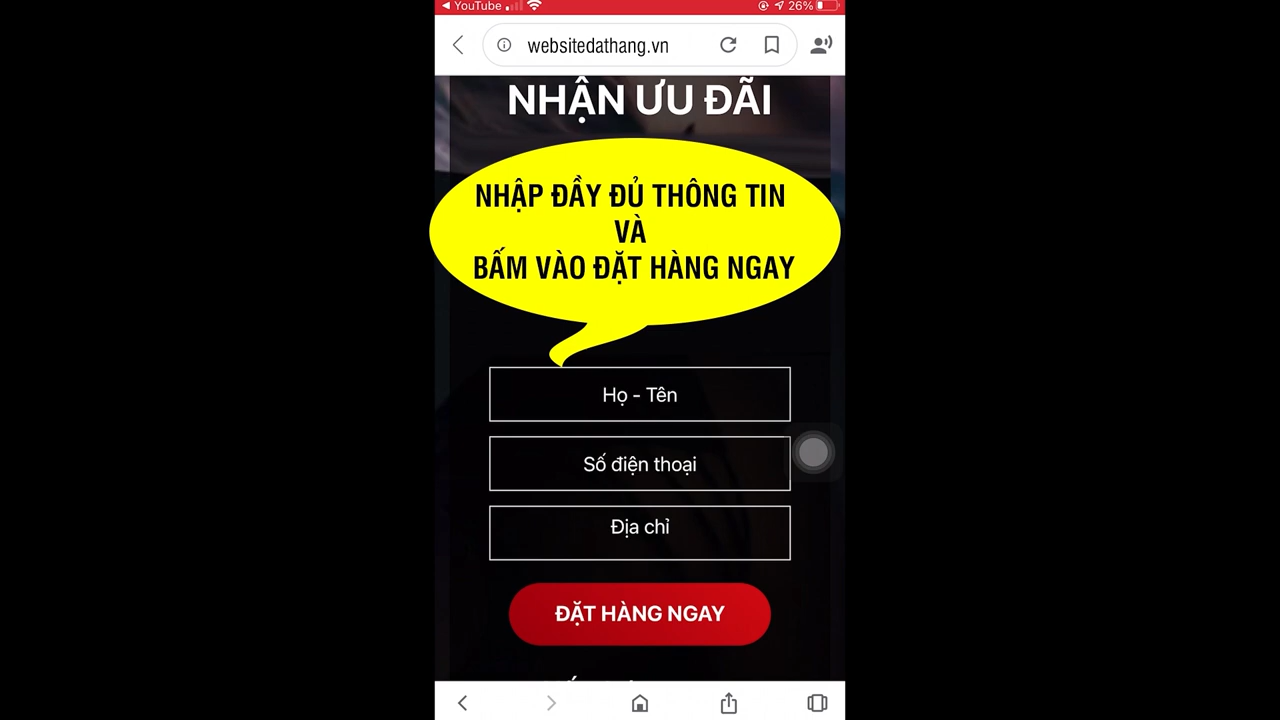 YouTube
26%
websitedathang.vn
NHẬN ƯU ĐÃI
NHẬP ĐẦY ĐỦ THÔNG TIN
VÀ
BẤM VÀO ĐẶT HÀNG NGAY
Họ - Tên
Số điện thoại
Địa chỉ
ĐẶT HÀNG NGAY